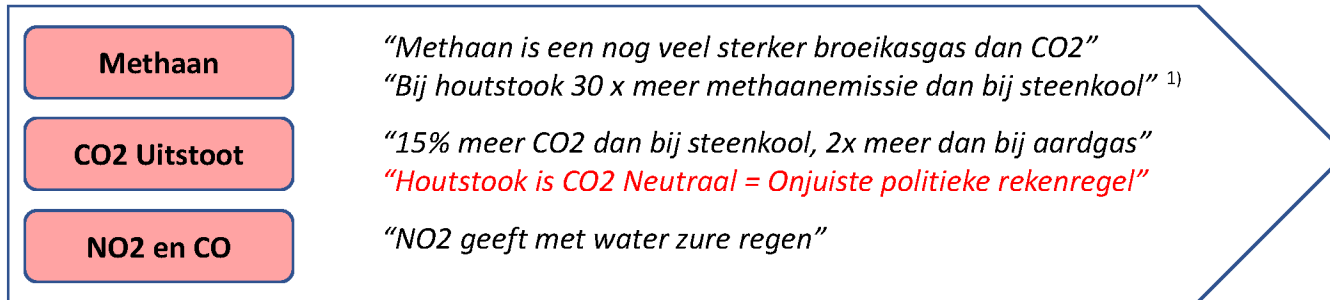 Methaan
“Methaan is een nog veel sterker broeikasgas dan CO2”
“Bij houtstook 30 x meer methaanemissie dan bij steenkool” 1)
CO2 Uitstoot
“15% meer CO2 dan bij steenkool, 2x meer dan bij aardgas”
“Houtstook is CO2 Neutraal = Onjuiste politieke rekenregel”
NO2 en CO
“NO2 geeft met water zure regen”